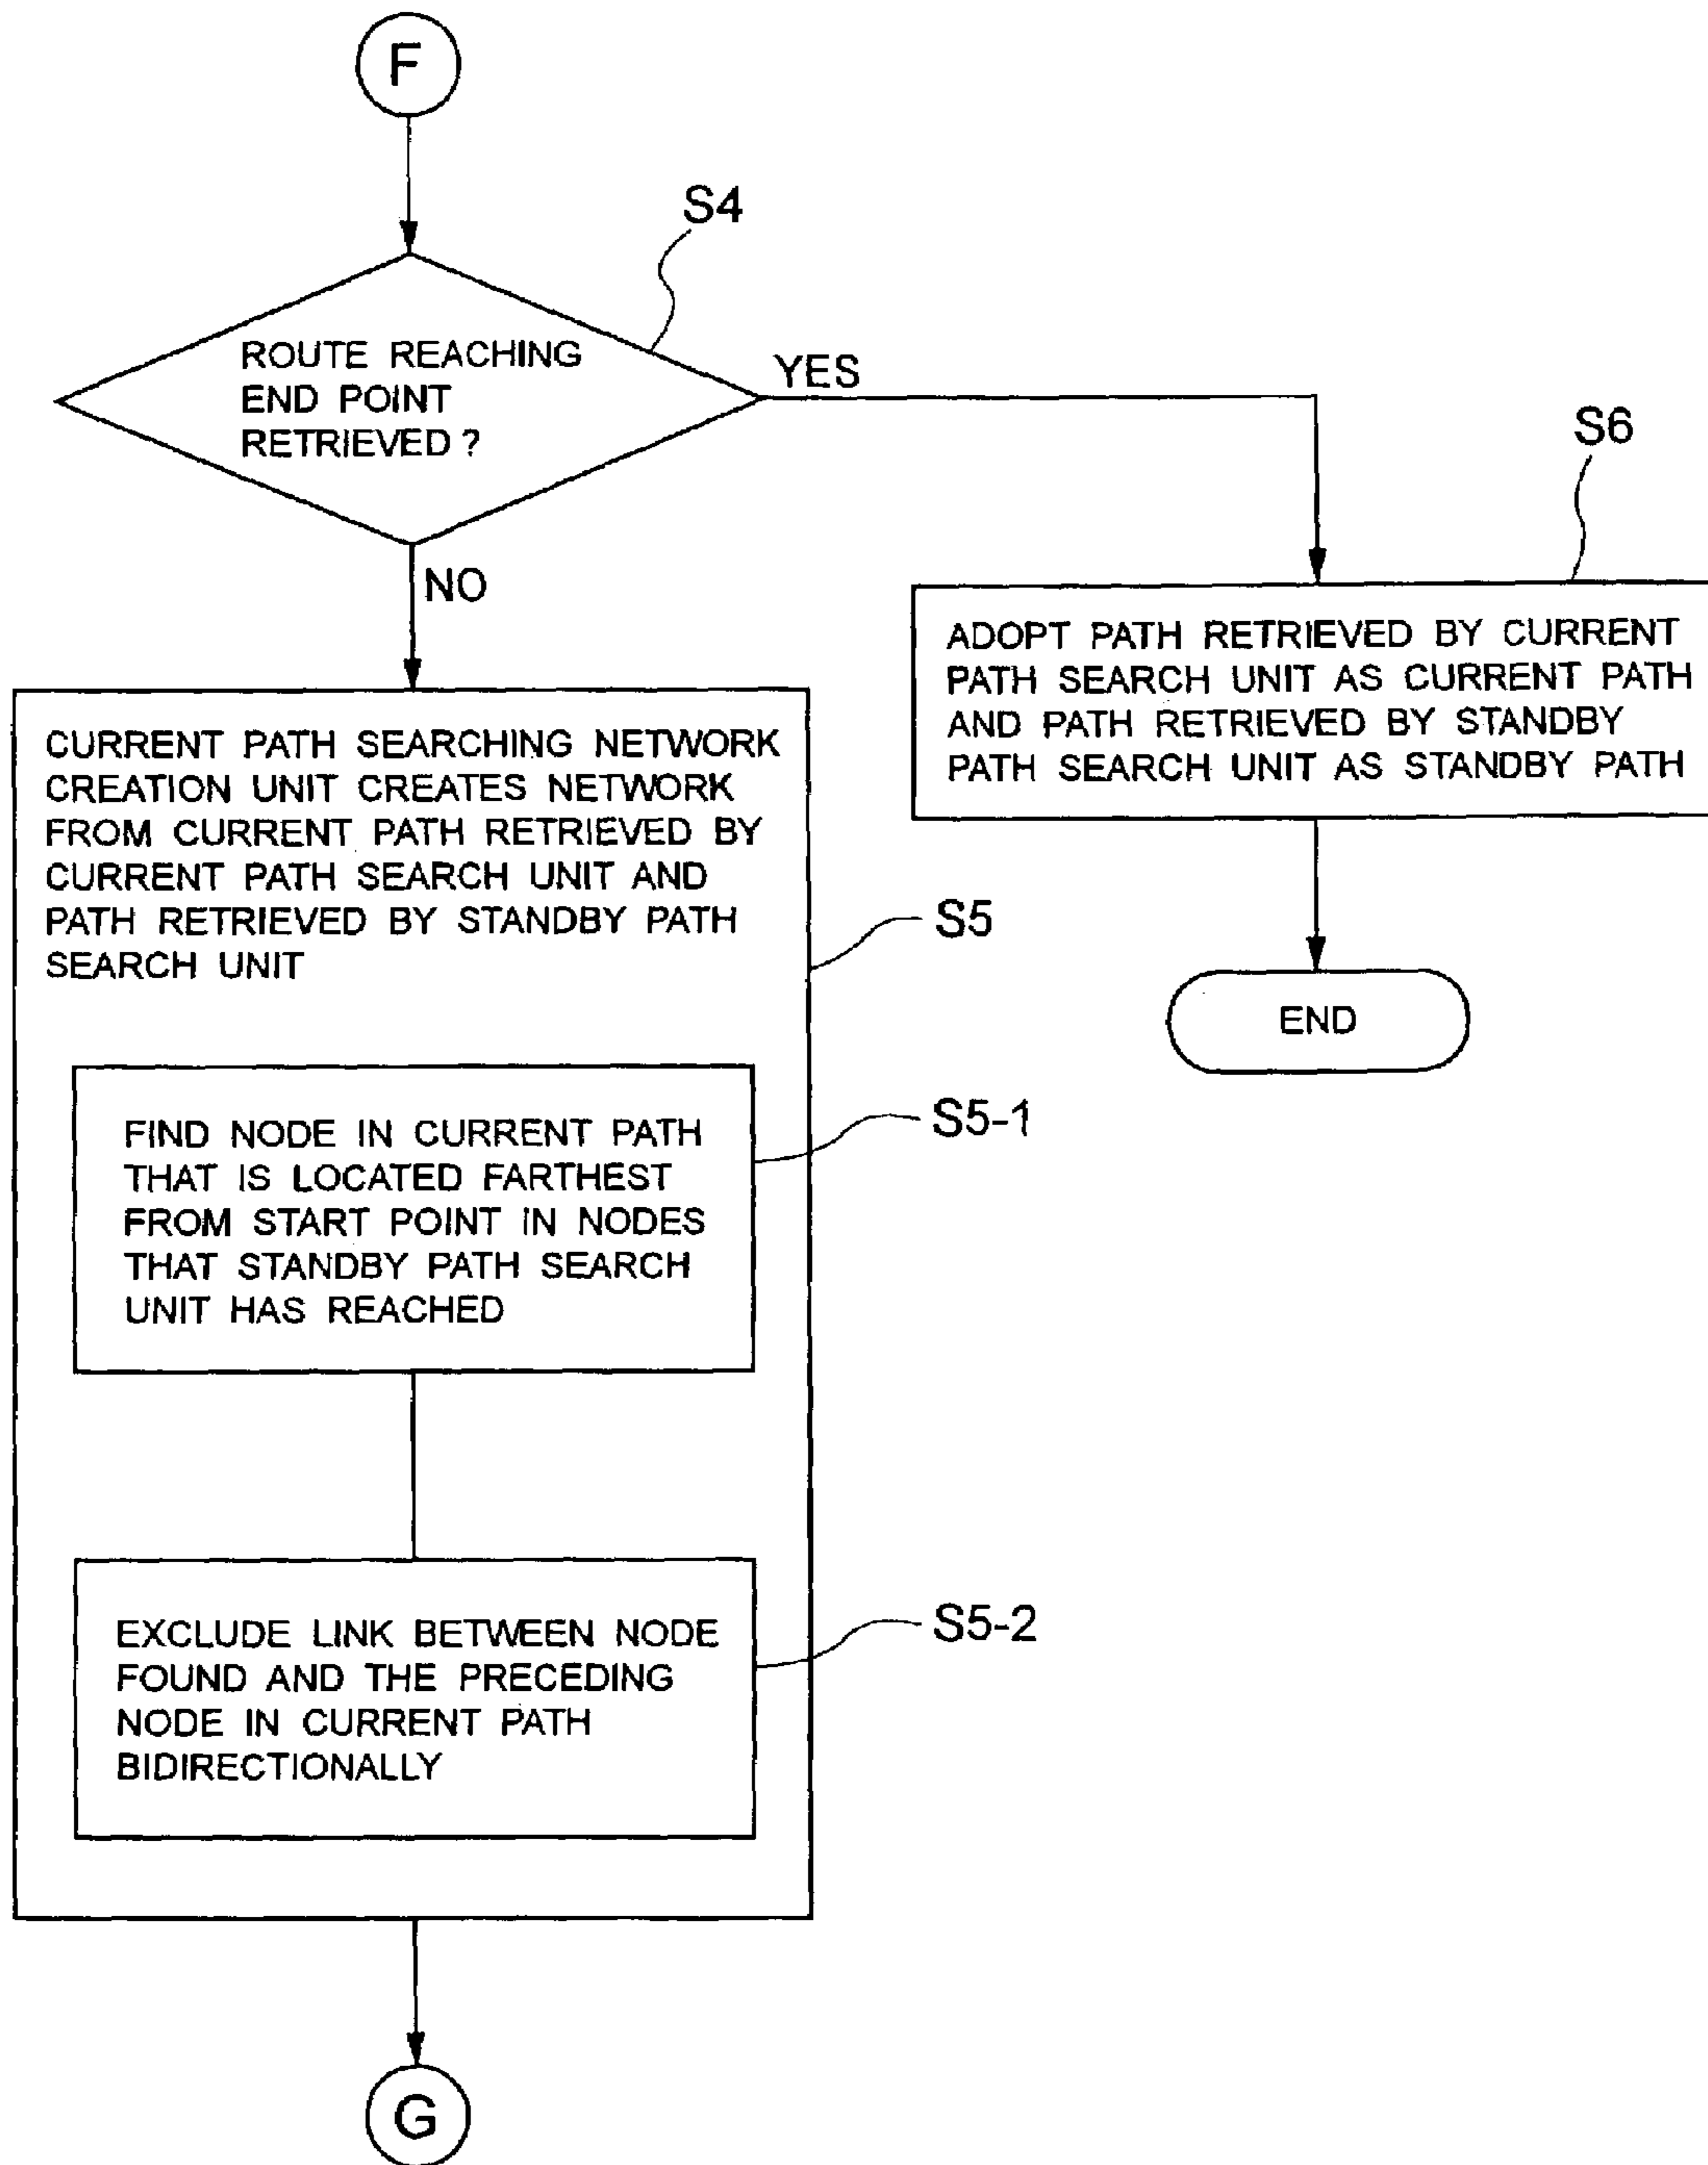 F
S4
ROUTE REACHING
END POINT
RETRIEVED ?
YES
NO
S6
ADOPT PATH RETRIEVED BY CURRENT
PATH SEARCH UNIT AS CURRENT PATH
AND PATH RETRIEVED BY STANDBY
PATH SEARCH UNIT AS STANDBY PATH
END
CURRENT PATH SEARCHING NETWORK
CREATION UNIT CREATES NETWORK
FROM CURRENT PATH RETRIEVED BY
CURRENT PATH SEARCH UNIT AND
PATH RETRIEVED BY STANDBY PATH
SEARCH UNIT
S5
FIND NODE IN CURRENT PATH
THAT IS LOCATED FARTHEST
FROM START POINT IN NODES
THAT STANDBY PATH SEARCH
UNIT HAS REACHED
S5-1
EXCLUDE LINK BETWEEN NODE
FOUND AND THE PRECEDING
NODE IN CURRENT PATH
BIDIRECTIONALLY
S5-2
G